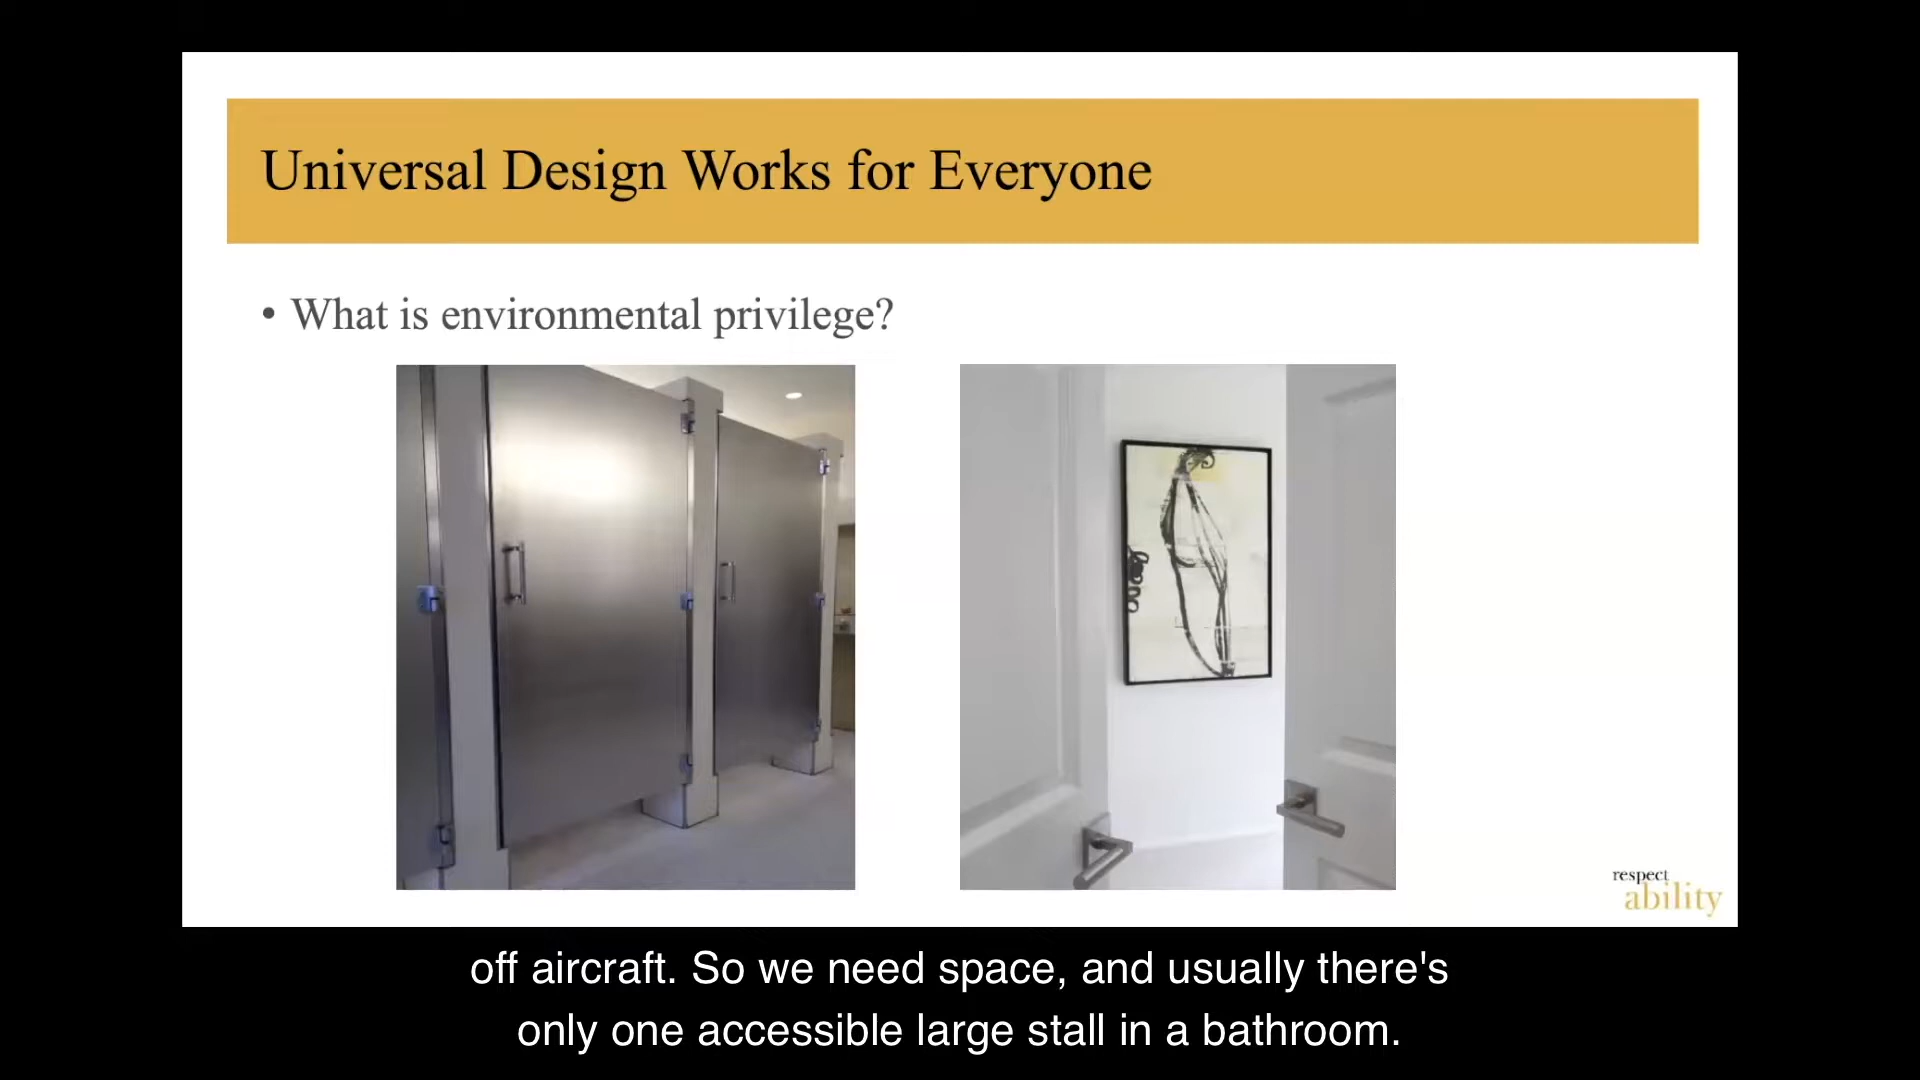 Universal Design Works for Everyone
• What is environmental privilege?
respect
ability
off aircraft. So we need space, and usually there's
only one accessible large stall in a bathroom.